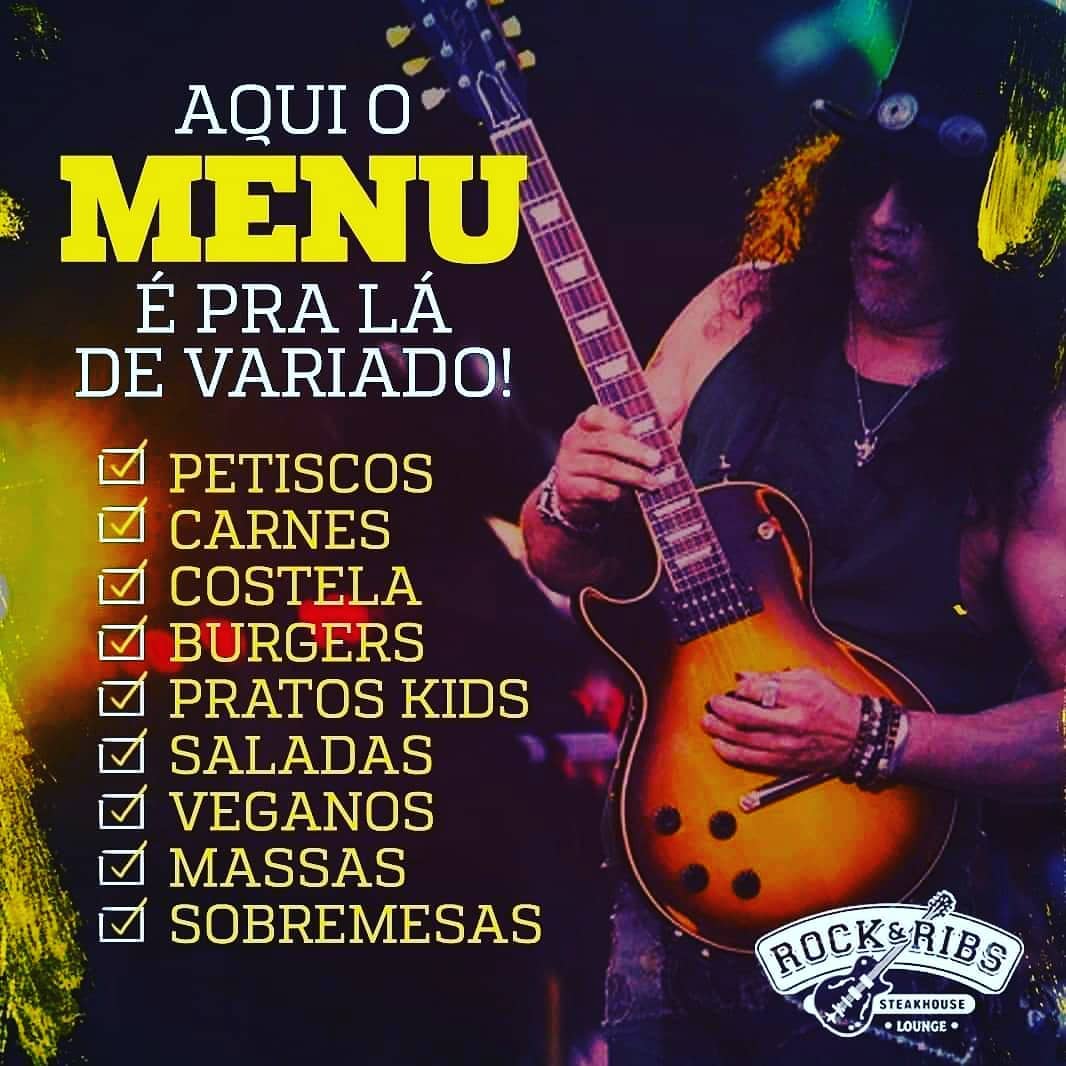 AQUI O
MENU
É PRA LÁ
DE VARIADO!
PETISCOS
CARNES
COSTELA
BURGERS
PRATOS KIDS
SALADAS
VEGANOS
MASSAS
SOBREMESAS
ROCK&RIBS
STEAKHOUSE
• LOUNGE •